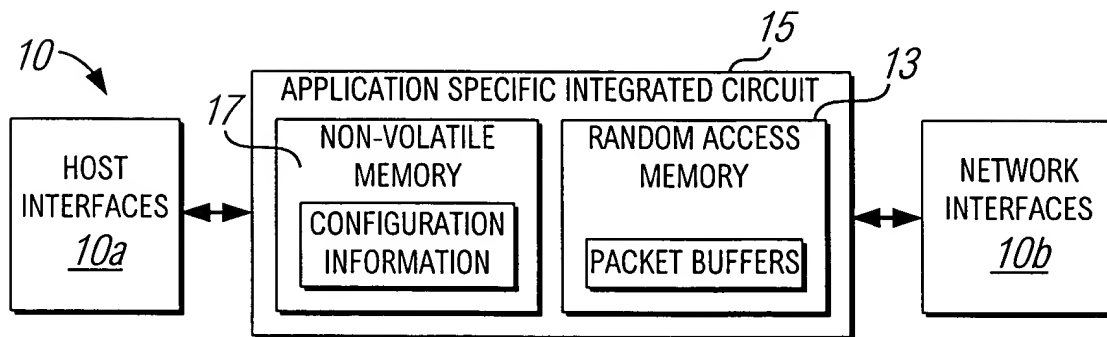 10
15
APPLICATION SPECIFIC INTEGRATED CIRCUIT
13
17
HOST
INTERFACES
10a
NON-VOLATILE
MEMORY
CONFIGURATION
INFORMATION
RANDOM ACCESS
MEMORY
PACKET BUFFERS
NETWORK
INTERFACES
10b